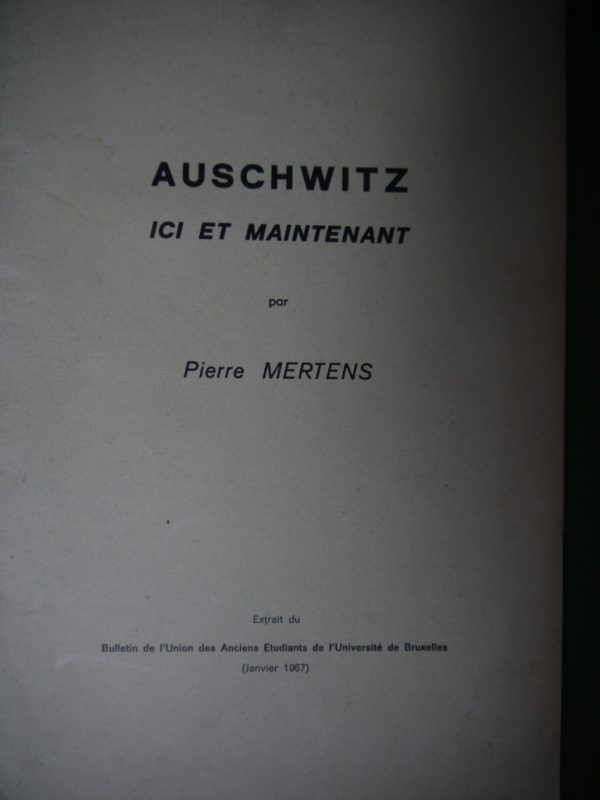 AUSCHWITZ
ICI ET MAINTENANT
par
Pierre MERTENS
Extrait du
Bulletin de l'Union des Anciens Etudiants de l'Université de Bruxelles
(Janvier 1967)